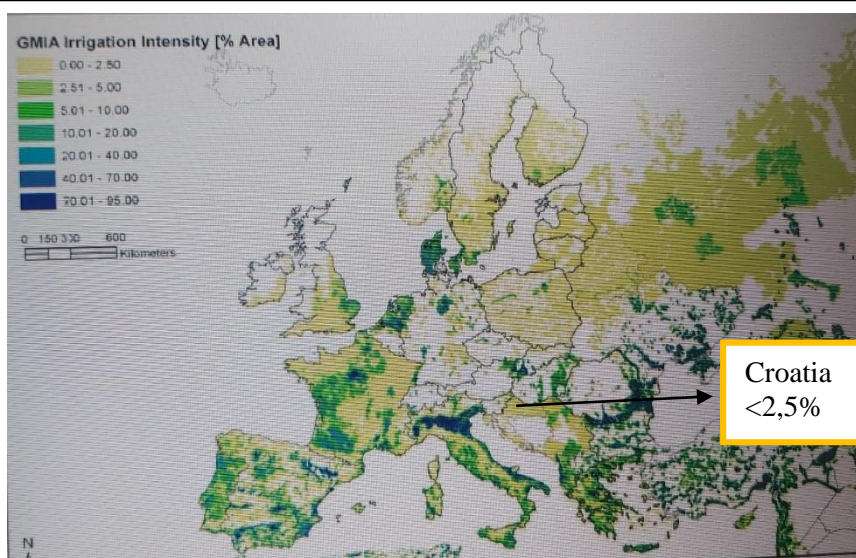 GMIA Irrigation Intensity [% Area]
0.00 - 2.50
2.51 - 5.00
5.01 - 10.00
10.01 - 20.00
20.01 - 40.00
40.01 - 70.00
70.01 - 95.00
0 150 300 600
Kilometers
Croatia
<2,5%
N